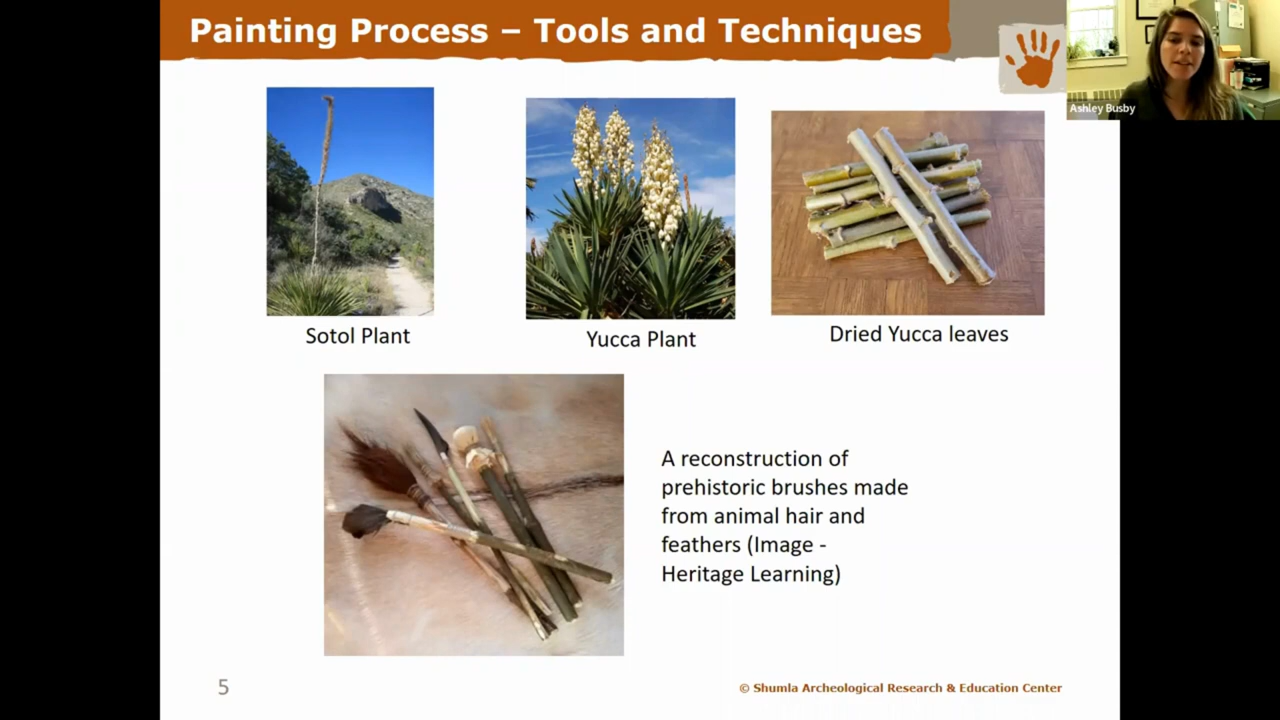 Painting Process – Tools and Techniques
Ashley Busby
Sotol Plant
Yucca Plant
Dried Yucca leaves
A reconstruction of
prehistoric brushes made
from animal hair and
feathers (Image -
Heritage Learning)
5
© Shumla Archeological Research & Education Center